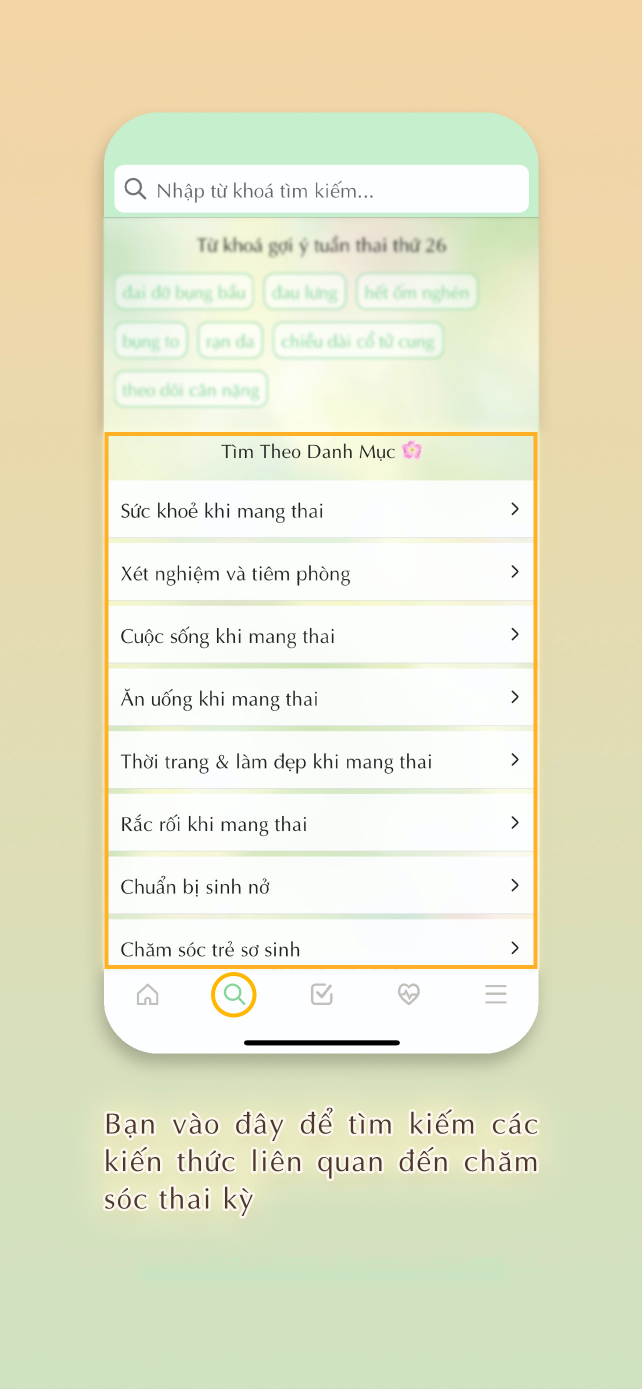 Nhập từ khoá tìm kiếm...
Từ khoá gợi ý tuần thai thứ 26
đai đỡ bụng bầu
đau lưng
hết ốm nghén
bụng to
rạn da
chiều dài cổ tử cung
theo dõi cân nặng
Tìm Theo Danh Mục 🌸
Sức khoẻ khi mang thai
Xét nghiệm và tiêm phòng
Cuộc sống khi mang thai
Ăn uống khi mang thai
Thời trang & làm đẹp khi mang thai
Rắc rối khi mang thai
Chuẩn bị sinh nở
Chăm sóc trẻ sơ sinh
Bạn vào đây để tìm kiếm các
kiến thức liên quan đến chăm
sóc thai kỳ